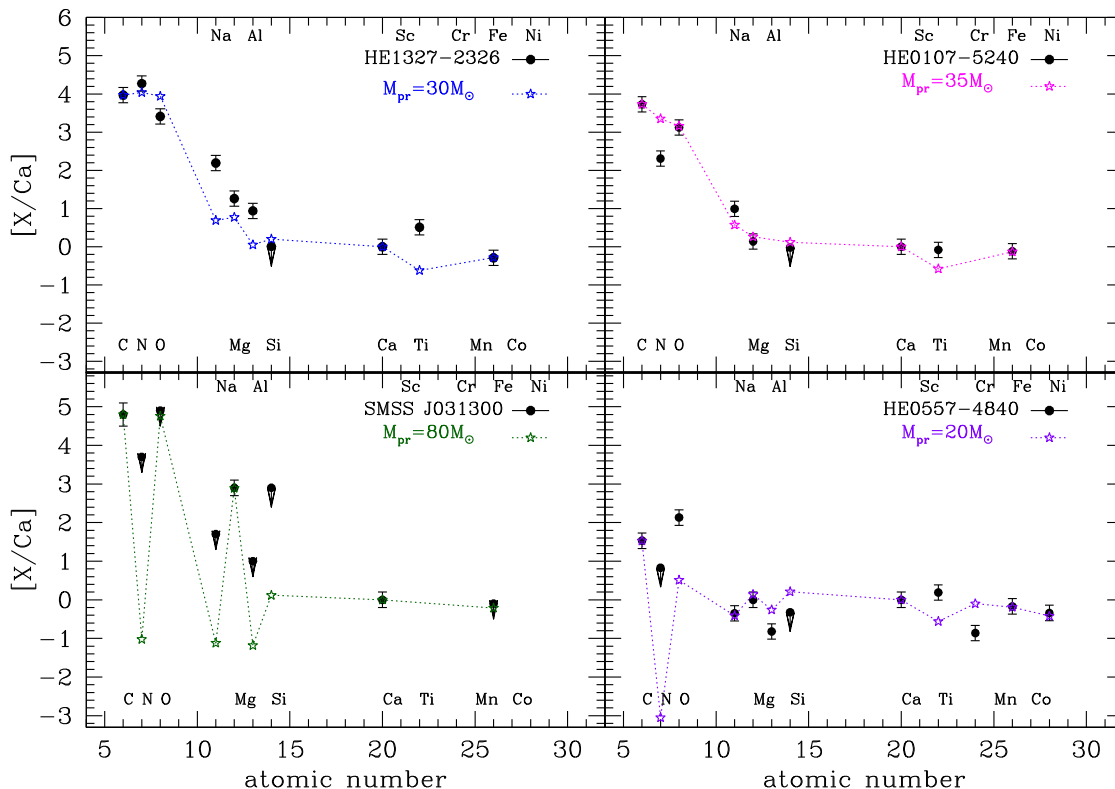 Na Al Sc Cr Fe Ni
HE1327−2326
M_pr=30M_⊙
6
5
4
3
2
1
0
−1
−2
−3
[X/Ca]
C N O Mg Si Ca Ti Mn Co
Na Al Sc Cr Fe Ni
HE0107−5240
M_pr=35M_⊙
C N O Mg Si Ca Ti Mn Co
Na Al Sc Cr Fe Ni
SMSS J031300
M_pr=80M_⊙
5
4
3
2
1
0
−1
−2
−3
[X/Ca]
C N O Mg Si Ca Ti Mn Co
5 10 15 20 25 30
atomic number
Na Al Sc Cr Fe Ni
HE0557−4840
M_pr=20M_⊙
C N O Mg Si Ca Ti Mn Co
5 10 15 20 25 30
atomic number